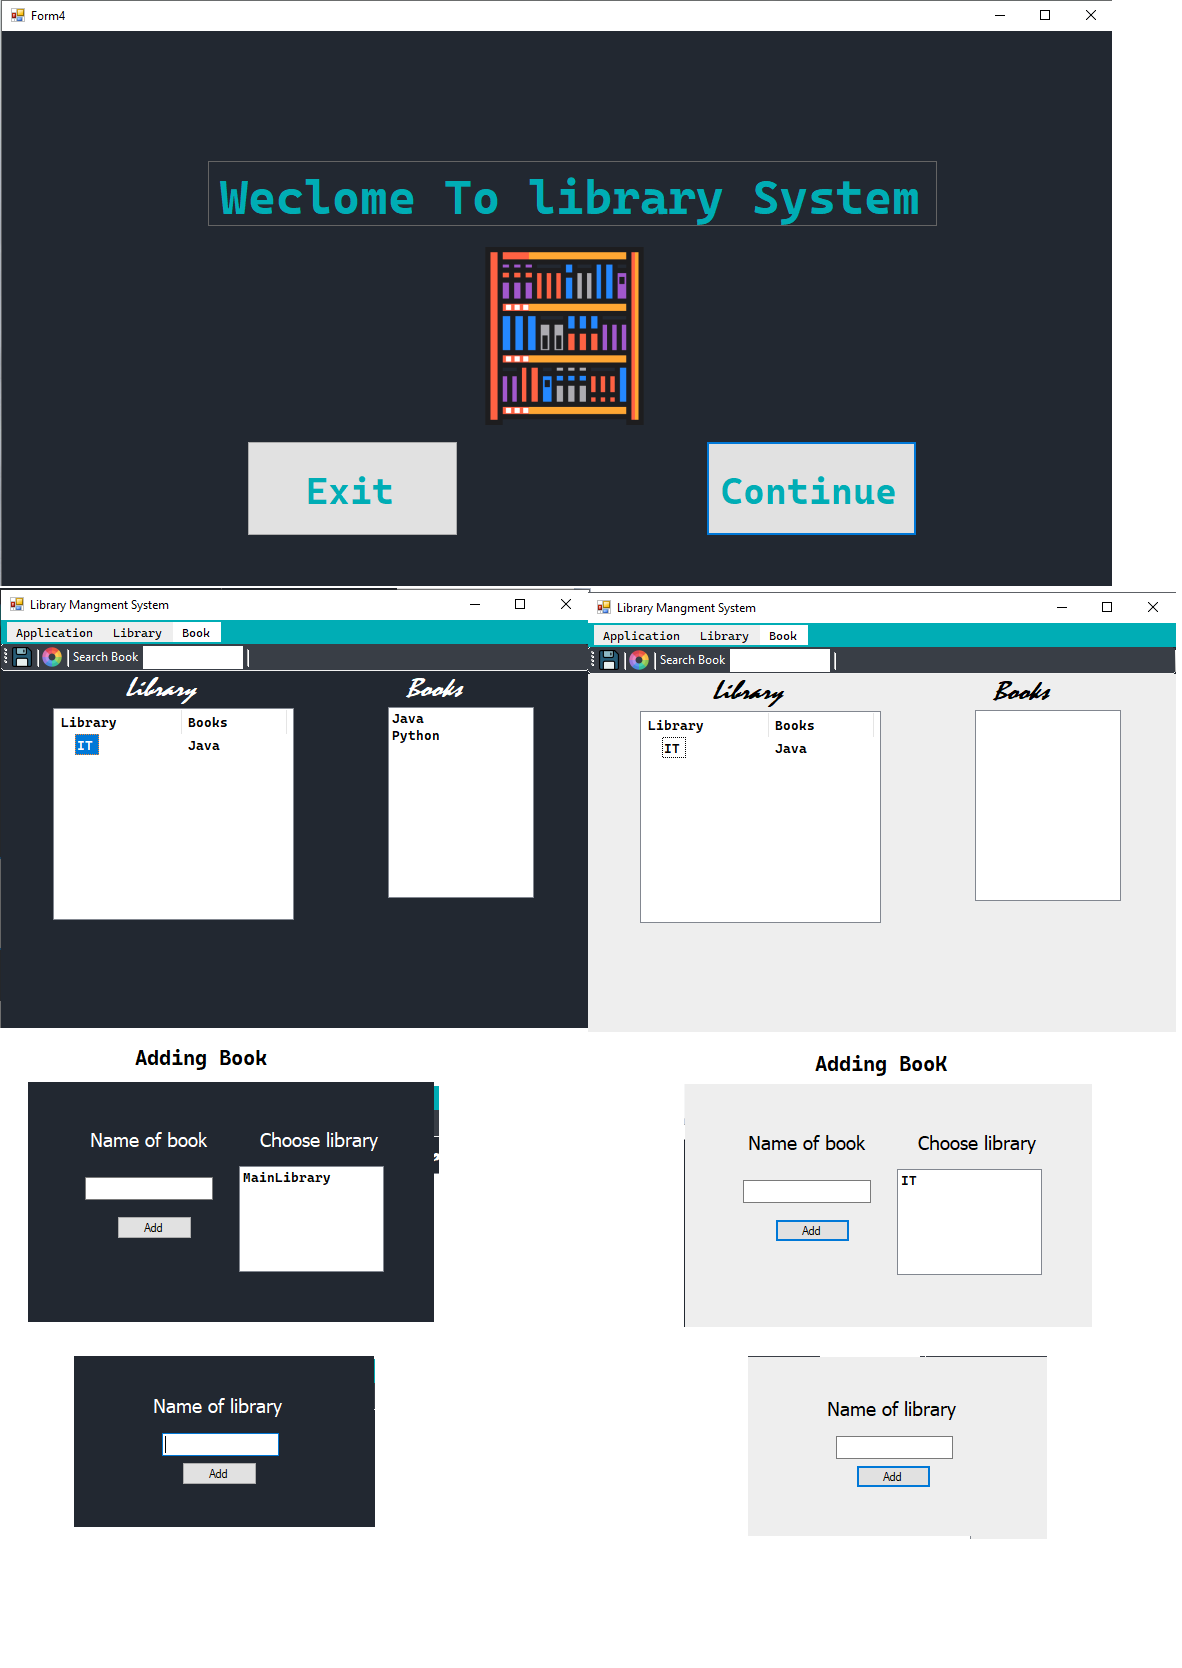 Form4
Weclome To library System
Exit
Continue
Library Mangment System
Application Library Book
Search Book
Library
Books
Library Books
IT Java
Java
Python
Library Mangment System
Application Library Book
Search Book
Library
Books
Library Books
IT Java
Adding Book
Name of book
Choose library
MainLibrary
Add
Adding BooK
Name of book
Choose library
IT
Add
Name of library
Add
Name of library
Add